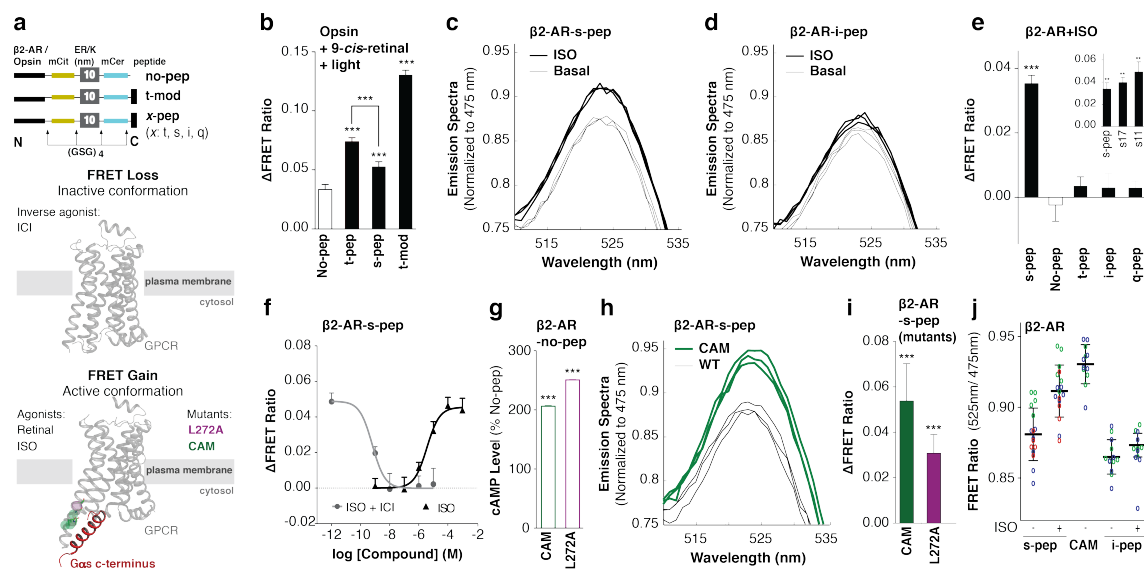 a
β2-AR /
Opsin
mCit
ER/K
(nm)
mCer
peptide
10
no-pep
10
t-mod
10
x-pep
(x: t, s, i, q)
N
C
(GSG) 4
FRET Loss
Inactive conformation
Inverse agonist:
ICI
plasma membrane
cytosol
GPCR
FRET Gain
Active conformation
Agonists:
Retinal
ISO
Mutants:
L272A
CAM
plasma membrane
cytosol
GPCR
Gαs c-terminus
b
Opsin
+ 9-cis-retinal
+ light
ΔFRET Ratio
0.15
0.10
0.05
0.00
***
***
***
***
No-pep
t-pep
s-pep
t-mod
c
β2-AR-s-pep
ISO
Basal
Emission Spectra
(Normalized to 475 nm)
0.95
0.9
0.85
0.8
0.75
515
525
535
Wavelength (nm)
d
β2-AR-i-pep
ISO
Basal
Emission Spectra
(Normalized to 475 nm)
0.95
0.9
0.85
0.8
0.75
515
525
535
Wavelength (nm)
e
β2-AR+ISO
ΔFRET Ratio
0.04
0.02
0.00
***
s-pep
No-pep
t-pep
i-pep
q-pep
0.06
0.04
0.02
0.00
**
**
**
s-pep
s17
s11
f
β2-AR-s-pep
ΔFRET Ratio
0.08
0.06
0.04
0.02
0.00
-0.02
ISO + ICI
ISO
-12
-10
-8
-6
-4
-2
log [Compound] (M)
g
β2-AR
-no-pep
cAMP Level (% No-pep)
300
200
100
0
***
***
CAM
L272A
h
β2-AR-s-pep
CAM
WT
Emission Spectra
(Normalized to 475 nm)
0.95
0.9
0.85
0.8
0.75
515
525
535
Wavelength (nm)
i
β2-AR
-s-pep
(mutants)
ΔFRET Ratio
0.08
0.06
0.04
0.02
0.00
***
***
CAM
L272A
j
β2-AR
FRET Ratio (525nm/ 475nm)
1.00
0.95
0.90
0.85
ISO
-
+
-
-
+
s-pep
CAM
i-pep